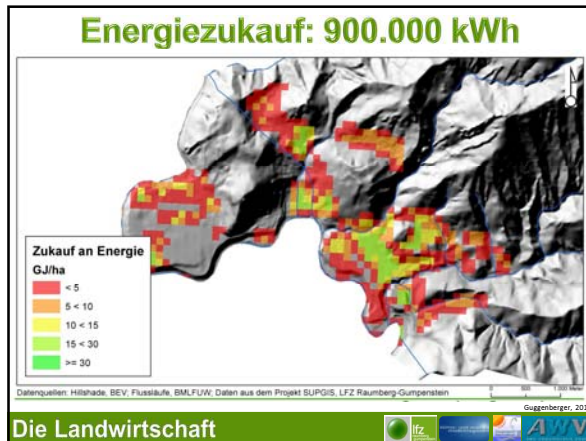 Energiezukauf: 900.000 kWh
Zukauf an Energie
GJ/ha
< 5
5 < 10
10 < 15
15 < 30
>= 30
0 500 1.000 Meter
Datenquellen: Hillshade, BEV; Flussläufe, BMLFUW; Daten aus dem Projekt SUPGIS, LFZ Raumberg-Gumpenstein
Guggenberger, 201
Die Landwirtschaft
lfz
AWV